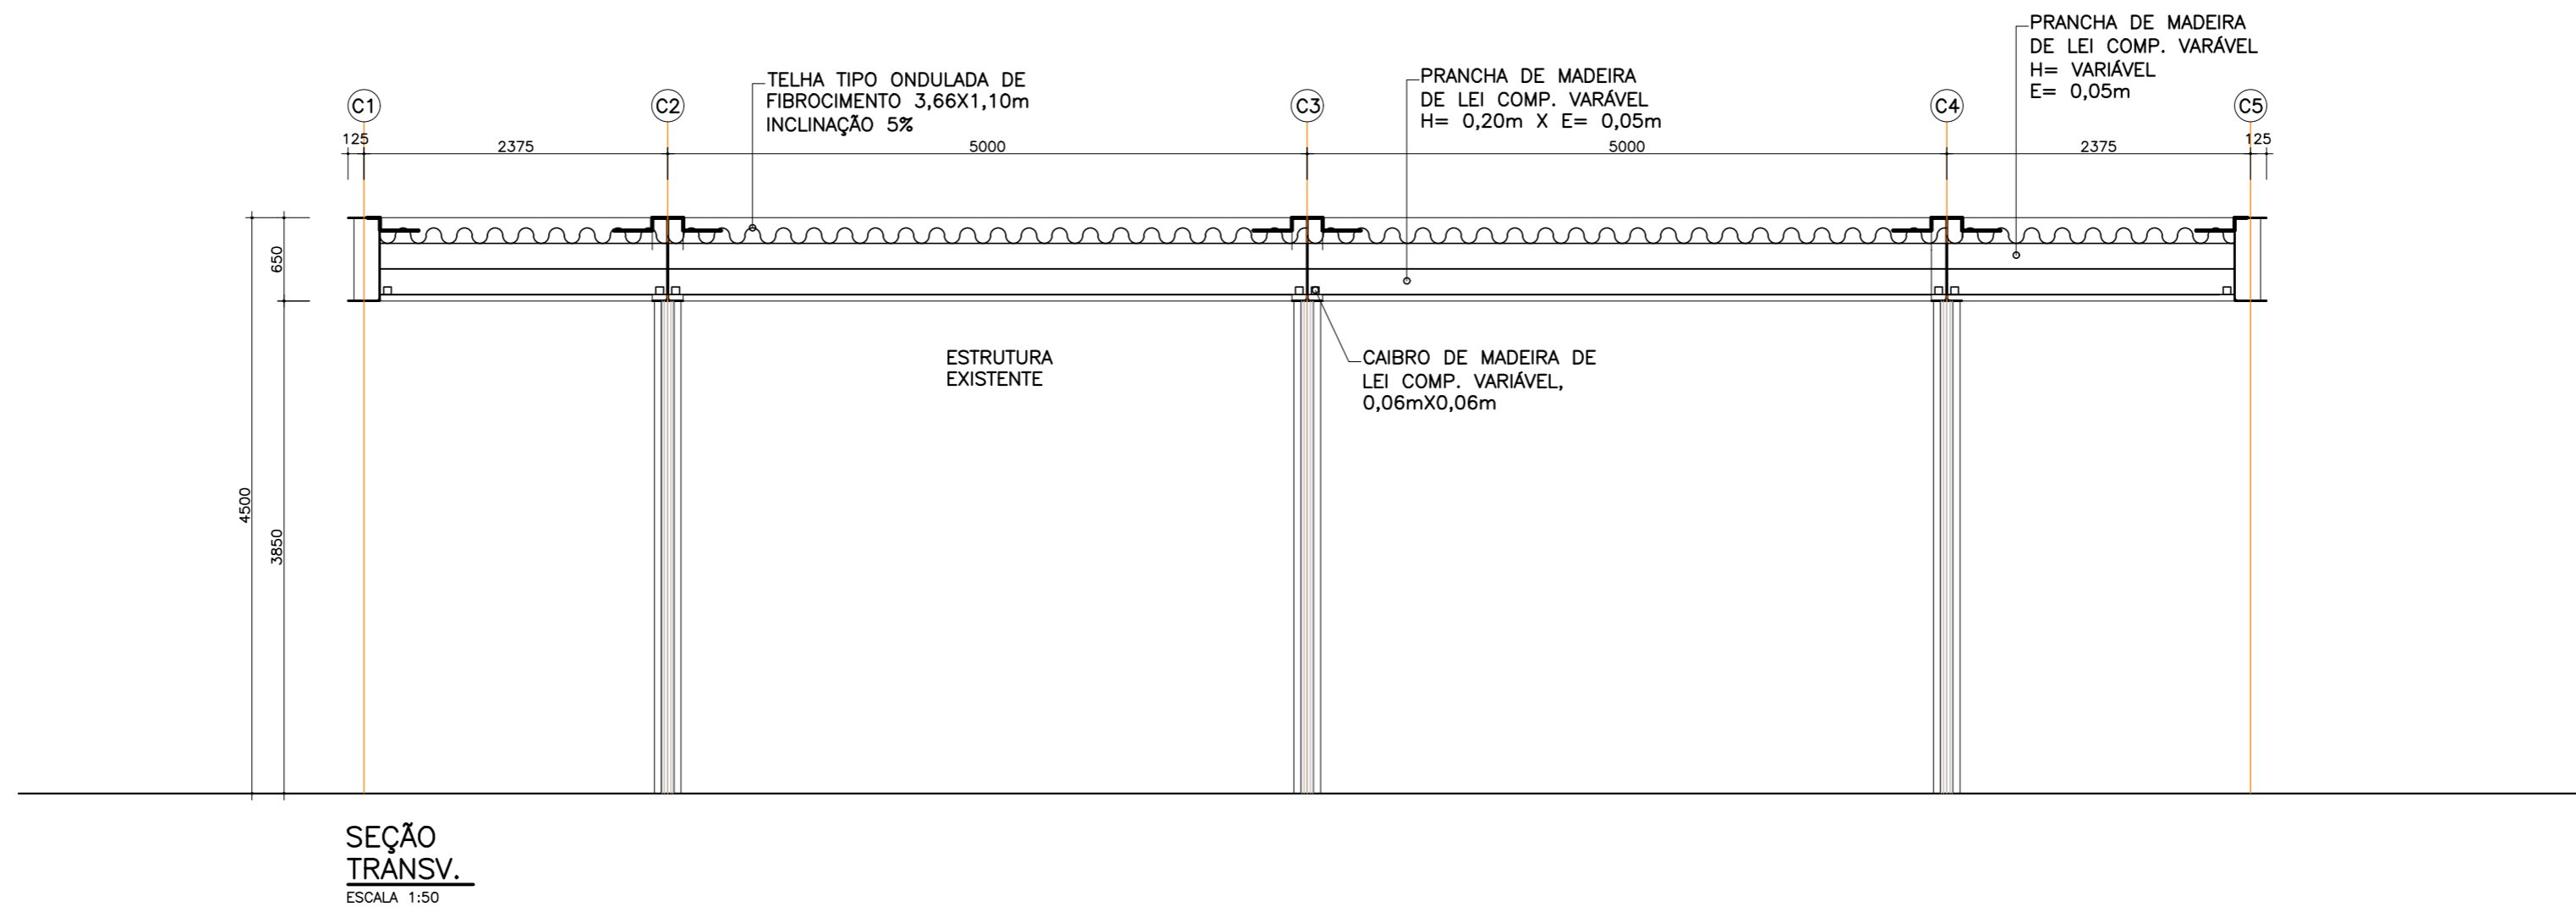 PRANCHA DE MADEIRA
DE LEI COMP. VARÁVEL
H= VARIÁVEL
E= 0,05m
TELHA TIPO ONDULADA DE
FIBROCIMENTO 3,66X1,10m
INCLINAÇÃO 5%
PRANCHA DE MADEIRA
DE LEI COMP. VARÁVEL
H= 0,20m X E= 0,05m
C1
C2
C3
C4
C5
125
2375
5000
5000
2375
125
650
4500
3850
ESTRUTURA
EXISTENTE
CAIBRO DE MADEIRA DE
LEI COMP. VARIÁVEL,
0,06mX0,06m
SEÇÃO
TRANSV.
ESCALA 1:50